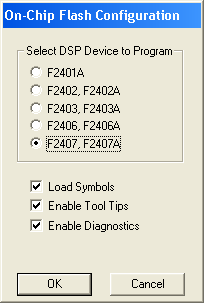 On-Chip Flash Configuration
Select DSP Device to Program
F2401A
F2402, F2402A
F2403, F2403A
F2406, F2406A
F2407, F2407A
Load Symbols
Enable Tool Tips
Enable Diagnostics
OK
Cancel